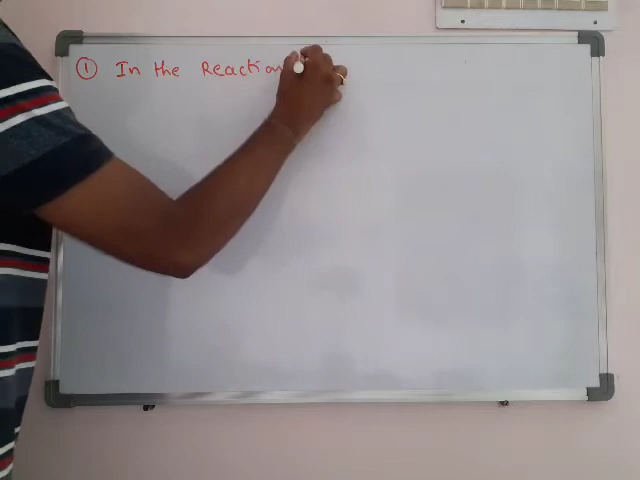 ① In the Reaction